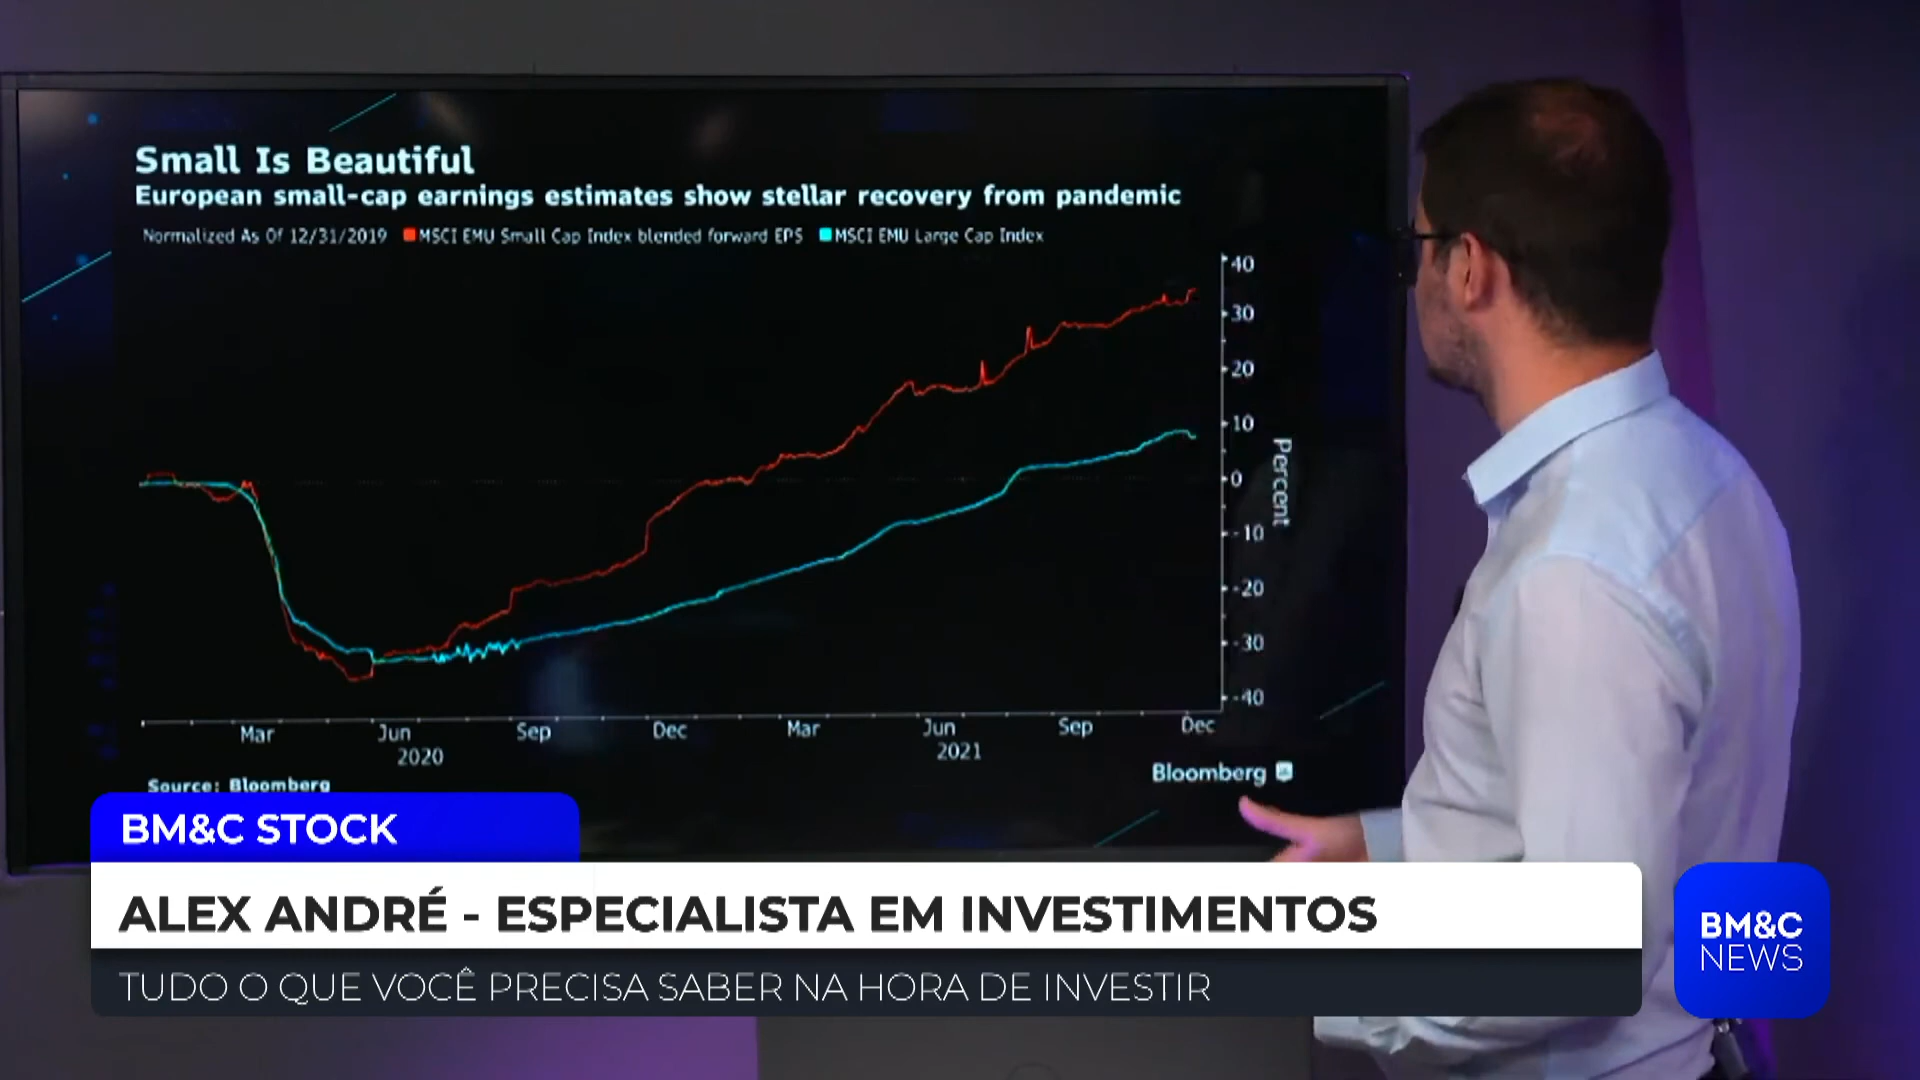 Small Is Beautiful
European small-cap earnings estimates show stellar recovery from pandemic
Normalized As Of 12/31/2019 MSCI EMU Small Cap Index blended forward EPS MSCI EMU Large Cap Index
40
30
20
10
0
-10
-20
-30
-40
Percent
Mar Jun Sep Dec Mar Jun Sep Dec
2020 2021
Source: Bloomberg
Bloomberg
BM&C STOCK
ALEX ANDRÉ - ESPECIALISTA EM INVESTIMENTOS
TUDO O QUE VOCÊ PRECISA SABER NA HORA DE INVESTIR
BM&C
NEWS